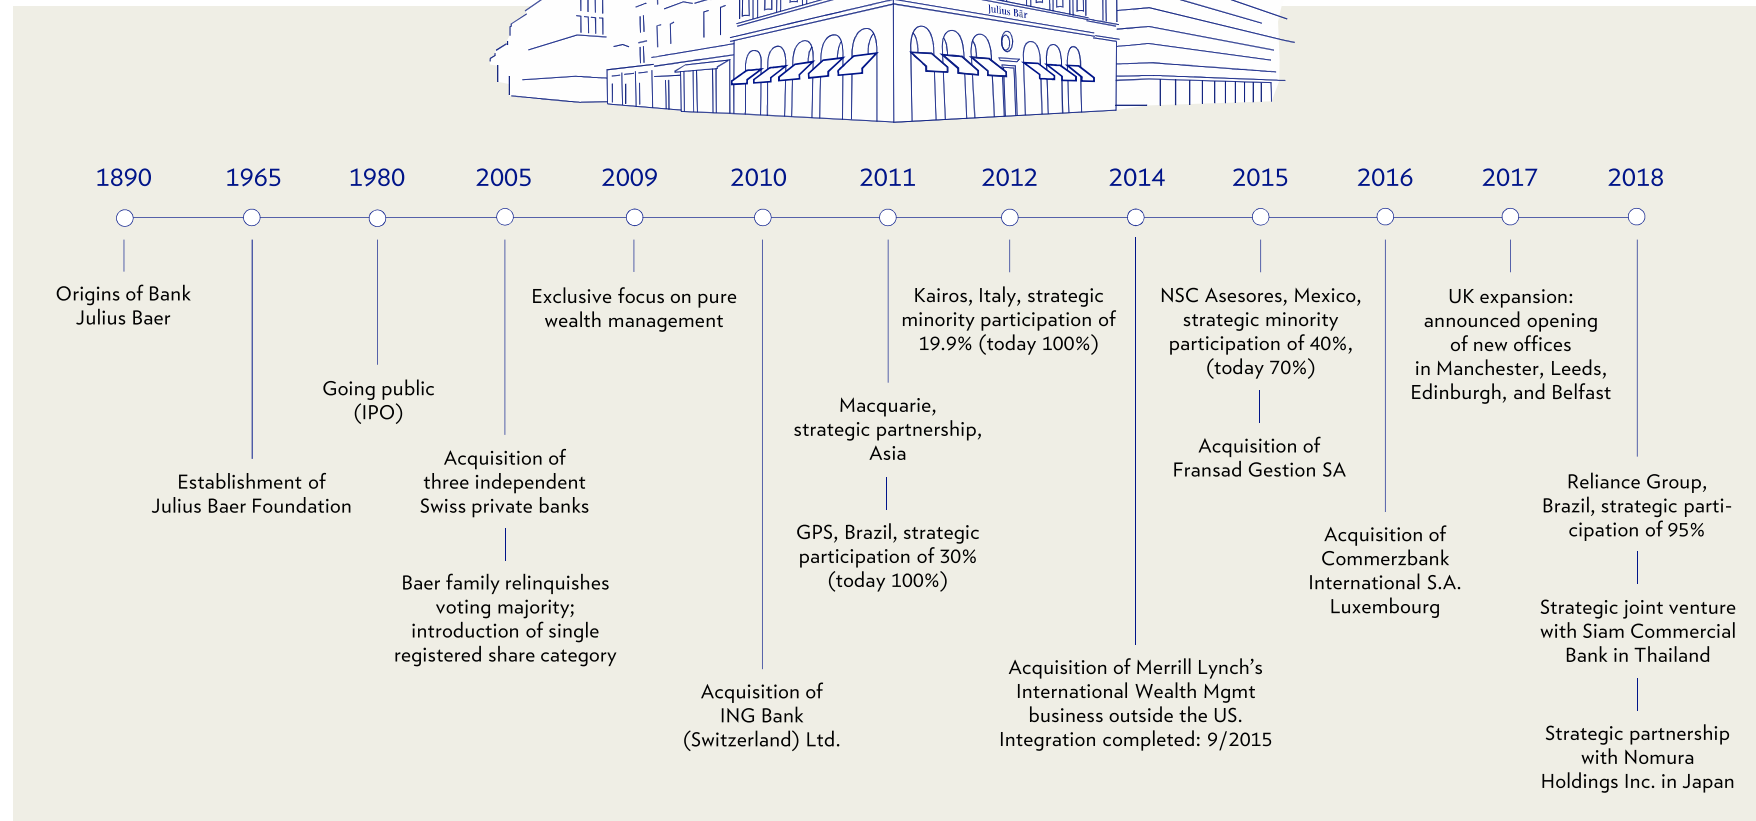 Julius Bär
1890
1965
1980
2005
2009
2010
2011
2012
2014
2015
2016
2017
2018
Origins of Bank
Julius Baer
Establishment of
Julius Baer Foundation
Going public
(IPO)
Acquisition of
three independent
Swiss private banks
Baer family relinquishes
voting majority;
introduction of single
registered share category
Exclusive focus on pure
wealth management
Acquisition of
ING Bank
(Switzerland) Ltd.
Macquarie,
strategic partnership,
Asia
GPS, Brazil, strategic
participation of 30%
(today 100%)
Kairos, Italy, strategic
minority participation of
19.9% (today 100%)
Acquisition of Merrill Lynch’s
International Wealth Mgmt
business outside the US.
Integration completed: 9/2015
NSC Asesores, Mexico,
strategic minority
participation of 40%,
(today 70%)
Acquisition of
Fransad Gestion SA
Acquisition of
Commerzbank
International S.A.
Luxembourg
UK expansion:
announced opening
of new offices
in Manchester, Leeds,
Edinburgh, and Belfast
Reliance Group,
Brazil, strategic parti-
cipation of 95%
Strategic joint venture
with Siam Commercial
Bank in Thailand
Strategic partnership
with Nomura
Holdings Inc. in Japan